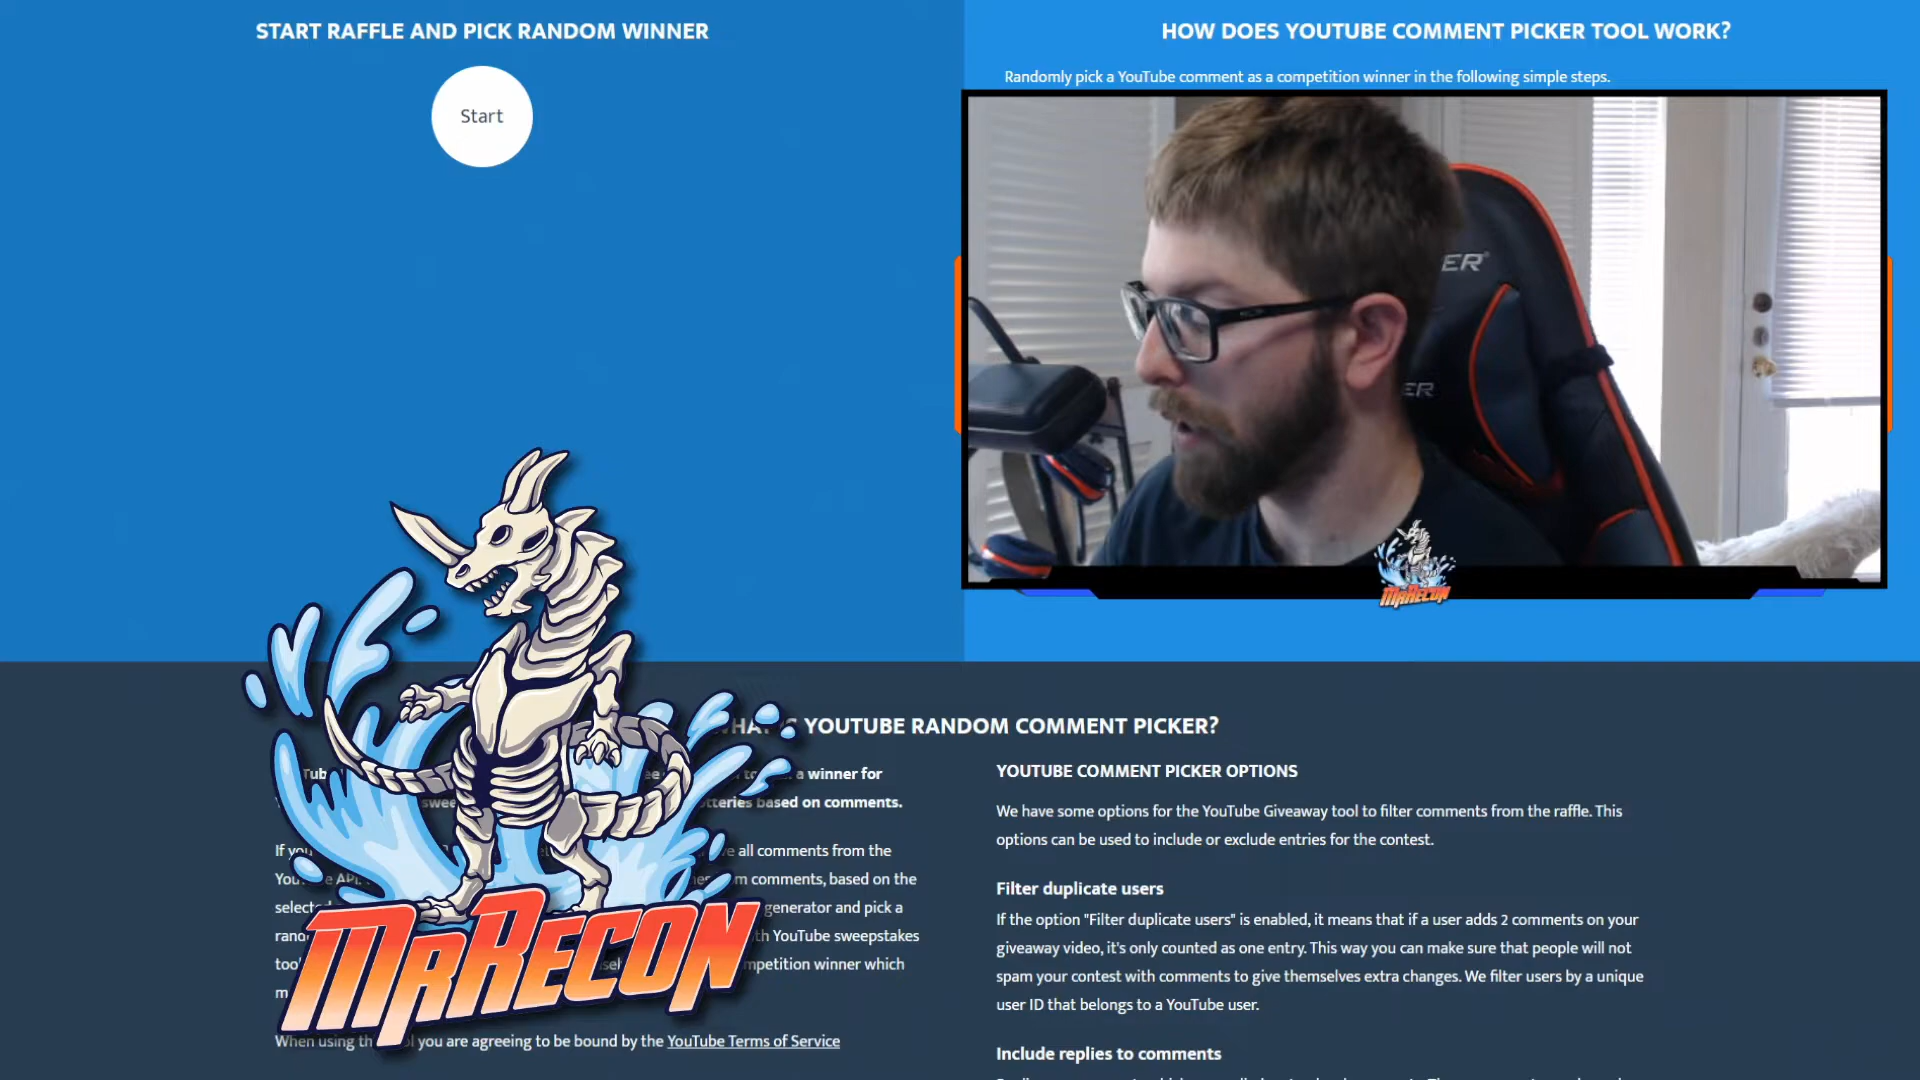 START RAFFLE AND PICK RANDOM WINNER
Start
HOW DOES YOUTUBE COMMENT PICKER TOOL WORK?
Randomly pick a YouTube comment as a competition winner in the following simple steps.
ER
ER
MRRECON
YOUTUBE RANDOM COMMENT PICKER?
a winner for
based on comments.
If you
all comments from the
comments, based on the
generator and pick a
YouTube sweepstakes
winner which
When using
you are agreeing to be bound by the YouTube Terms of Service
MRRECON
YOUTUBE COMMENT PICKER OPTIONS
We have some options for the YouTube Giveaway tool to filter comments from the raffle. This
options can be used to include or exclude entries for the contest.
Filter duplicate users
If the option "Filter duplicate users" is enabled, it means that if a user adds 2 comments on your
giveaway video, it's only counted as one entry. This way you can make sure that people will not
spam your contest with comments to give themselves extra changes. We filter users by a unique
user ID that belongs to a YouTube user.
Include replies to comments